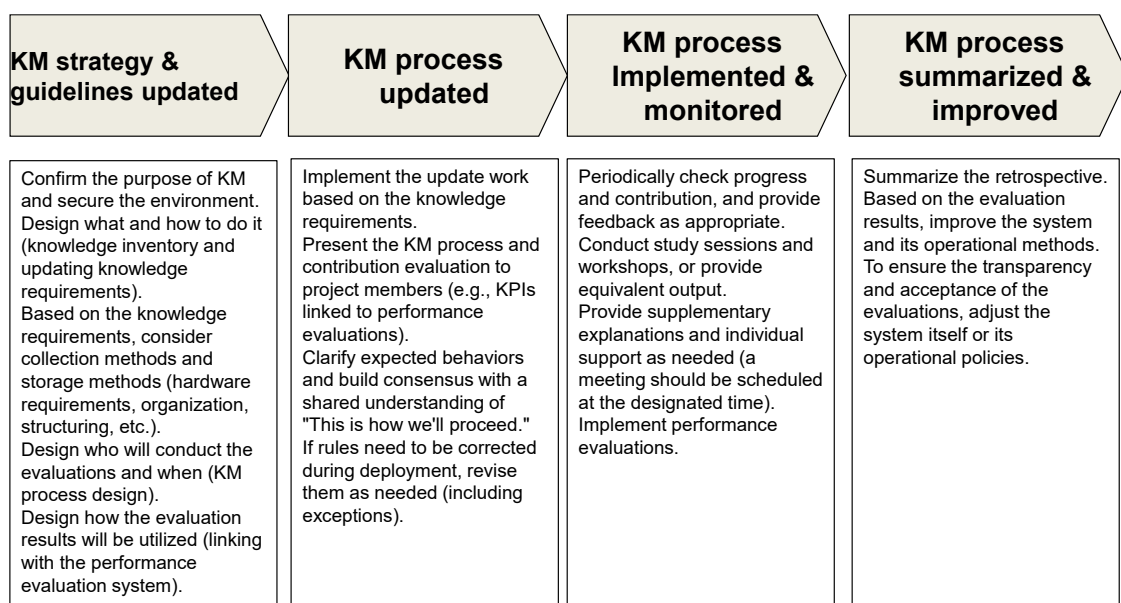 KM strategy &
guidelines updated
KM process
updated
KM process
Implemented &
monitored
KM process
summarized &
improved
Confirm the purpose of KM
and secure the environment.
Design what and how to do it
(knowledge inventory and
updating knowledge
requirements).
Based on the knowledge
requirements, consider
collection methods and
storage methods (hardware
requirements, organization,
structuring, etc.).
Design who will conduct the
evaluations and when (KM
process design).
Design how the evaluation
results will be utilized (linking
with the performance
evaluation system).
Implement the update work
based on the knowledge
requirements.
Present the KM process and
contribution evaluation to
project members (e.g., KPIs
linked to performance
evaluations).
Clarify expected behaviors
and build consensus with a
shared understanding of
"This is how we'll proceed."
If rules need to be corrected
during deployment, revise
them as needed (including
exceptions).
Periodically check progress
and contribution, and provide
feedback as appropriate.
Conduct study sessions and
workshops, or provide
equivalent output.
Provide supplementary
explanations and individual
support as needed (a
meeting should be scheduled
at the designated time).
Implement performance
evaluations.
Summarize the retrospective.
Based on the evaluation
results, improve the system
and its operational methods.
To ensure the transparency
and acceptance of the
evaluations, adjust the
system itself or its
operational policies.